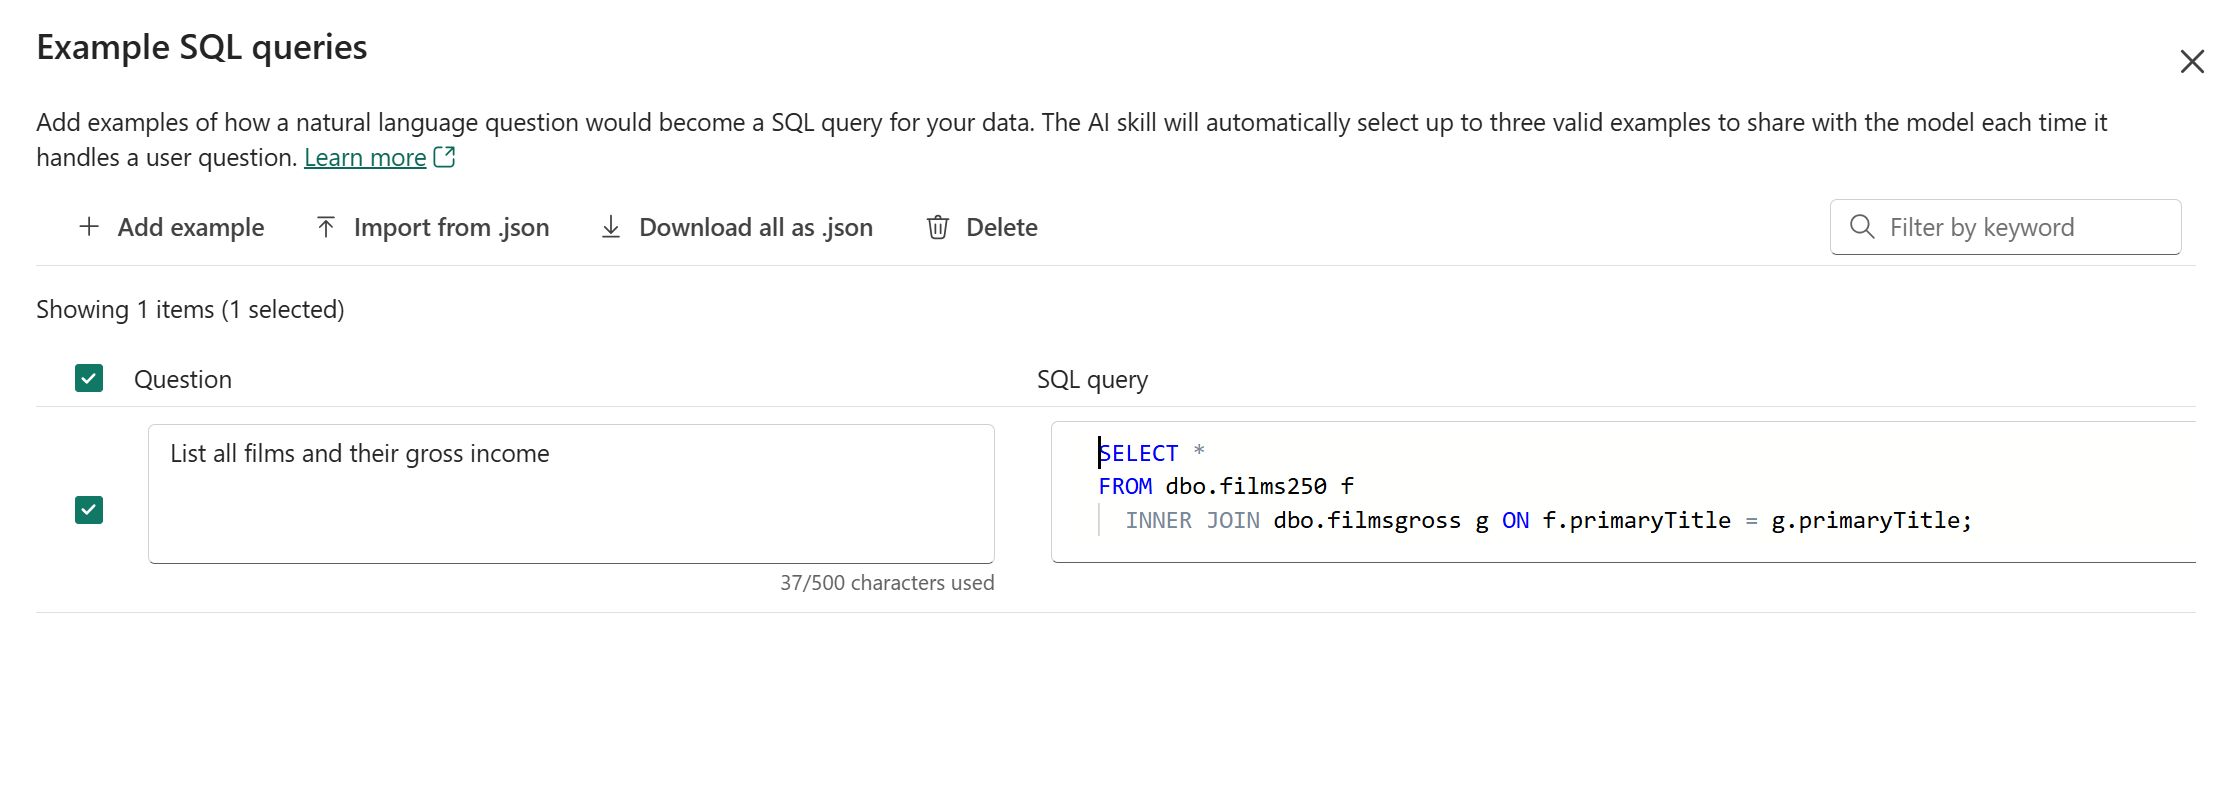 Example SQL queries
Add examples of how a natural language question would become a SQL query for your data. The AI skill will automatically select up to three valid examples to share with the model each time it
handles a user question. Learn more
Add example Import from .json Download all as .json Delete Filter by keyword
Showing 1 items (1 selected)
Question SQL query
List all films and their gross income
SELECT *
FROM dbo.films250 f
INNER JOIN dbo.filmsgross g ON f.primaryTitle = g.primaryTitle;
37/500 characters used